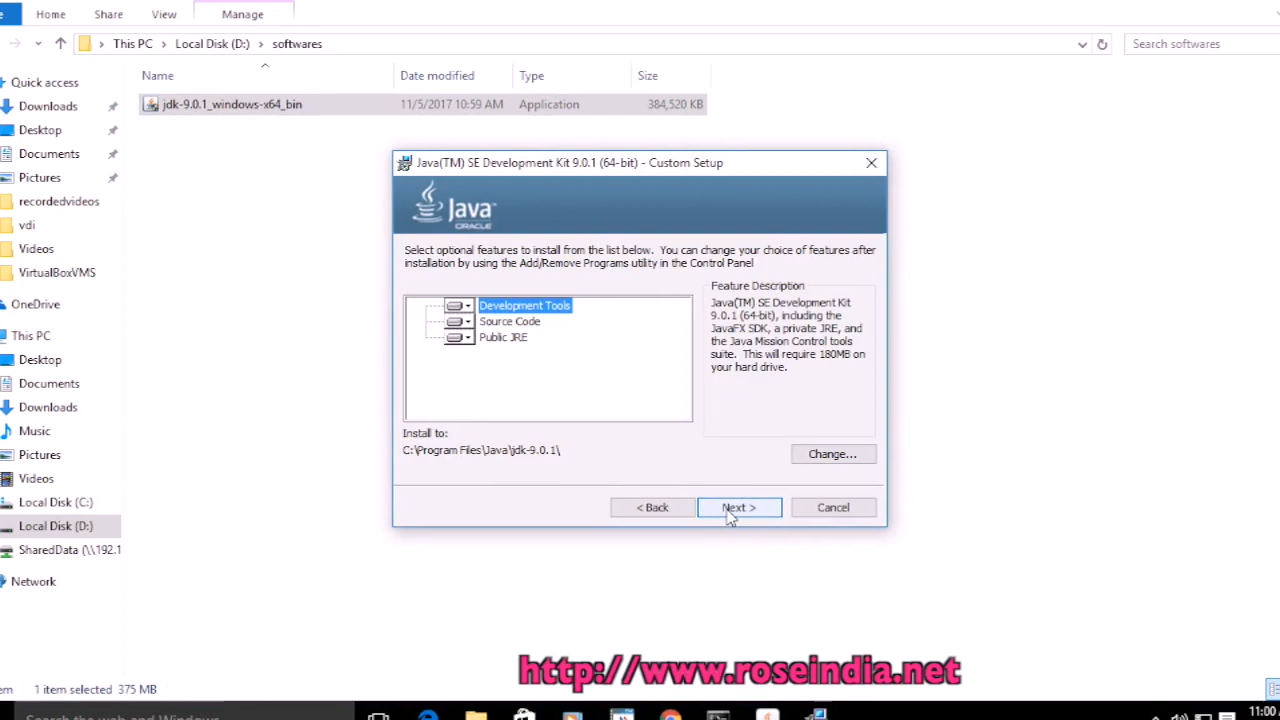 Home Share View Manage
This PC > Local Disk (D:) > softwares
Search softwares
Name Date modified Type Size
jdk-9.0.1_windows-x64_bin 11/5/2017 10:59 AM Application 384,520 KB
Quick access
Downloads
Desktop
Documents
Pictures
recordedvideos
vdi
Videos
VirtualBoxVMS
OneDrive
This PC
Desktop
Documents
Downloads
Music
Pictures
Videos
Local Disk (C:)
Local Disk (D:)
SharedData (\\192.1
Network
Java(TM) SE Development Kit 9.0.1 (64-bit) - Custom Setup
Java™
ORACLE
Select optional features to install from the list below. You can change your choice of features after
installation by using the Add/Remove Programs utility in the Control Panel
Development Tools
Source Code
Public JRE
Feature Description
Java(TM) SE Development Kit
9.0.1 (64-bit), including the
JavaFX SDK, a private JRE, and
the Java Mission Control tools
suite. This will require 180MB on
your hard drive.
Install to:
C:\Program Files\Java\jdk-9.0.1\
Change...
< Back Next > Cancel
http://www.roseindia.net
1 item selected 375 MB
Search the web and Windows
11:00